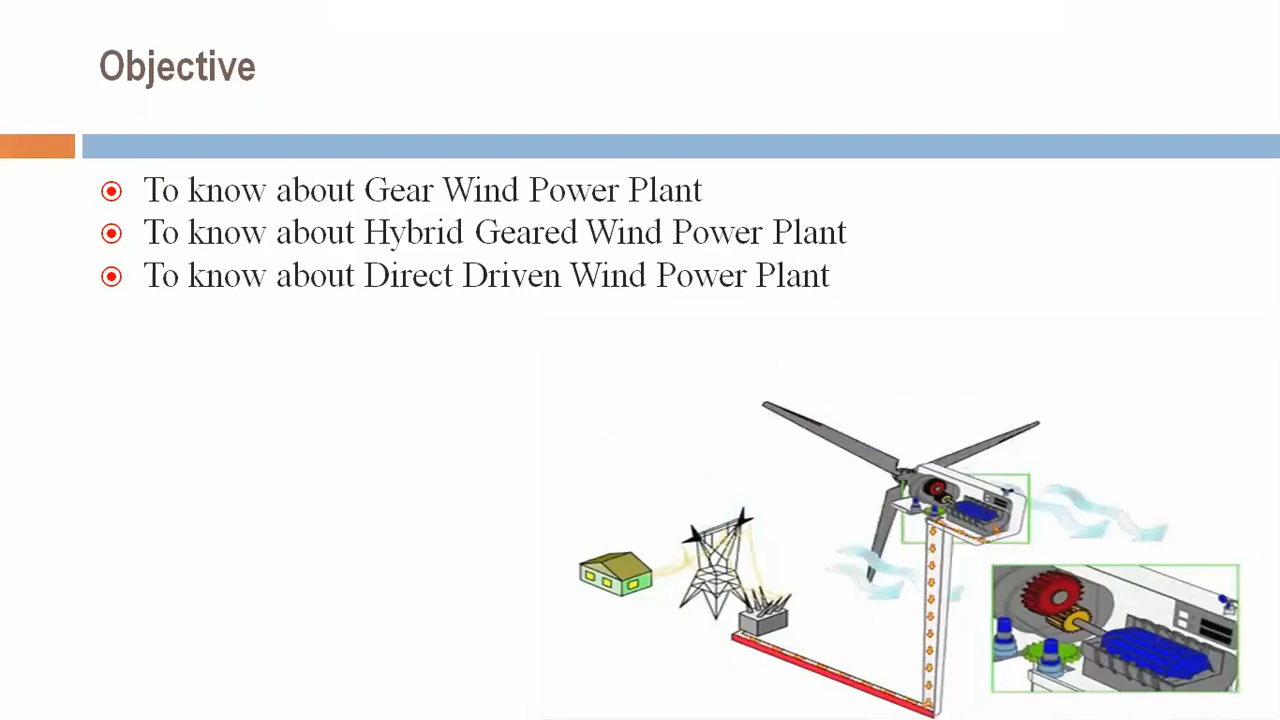 Objective
To know about Gear Wind Power Plant
To know about Hybrid Geared Wind Power Plant
To know about Direct Driven Wind Power Plant